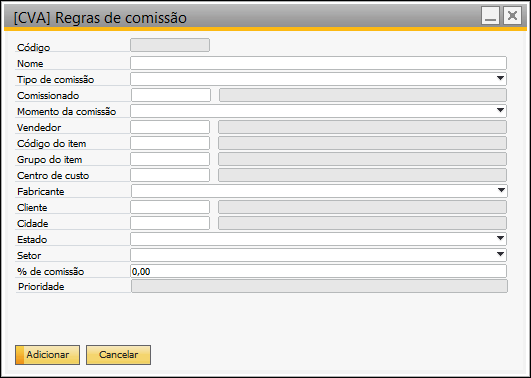 [CVA] Regras de comissão
Código
Nome
Tipo de comissão
Comissionado
Momento da comissão
Vendedor
Código do item
Grupo do item
Centro de custo
Fabricante
Cliente
Cidade
Estado
Setor
% de comissão 0,00
Prioridade
Adicionar Cancelar